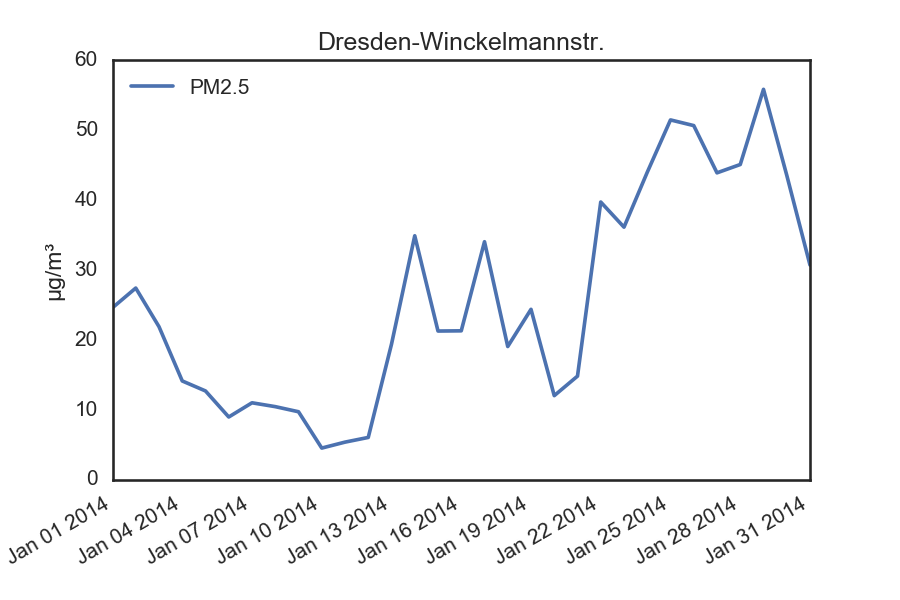 Dresden-Winckelmannstr.
60
PM2.5
50
40
30
µg/m³
20
10
0
Jan 01 2014
Jan 04 2014
Jan 07 2014
Jan 10 2014
Jan 13 2014
Jan 16 2014
Jan 19 2014
Jan 22 2014
Jan 25 2014
Jan 28 2014
Jan 31 2014